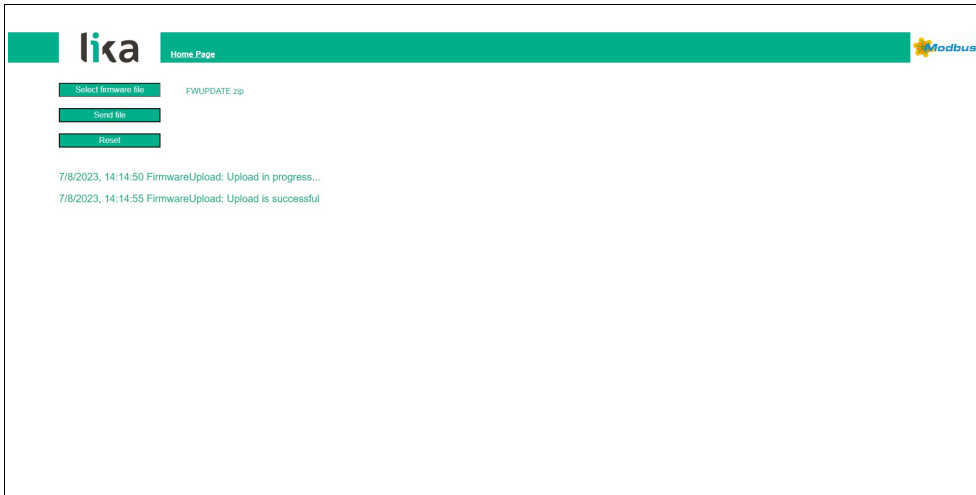 lika
Home Page
Modbus
Select firmware file
FWUPDATE.zip
Send file
Reset
7/8/2023, 14:14:50 FirmwareUpload: Upload in progress...
7/8/2023, 14:14:55 FirmwareUpload: Upload is successful